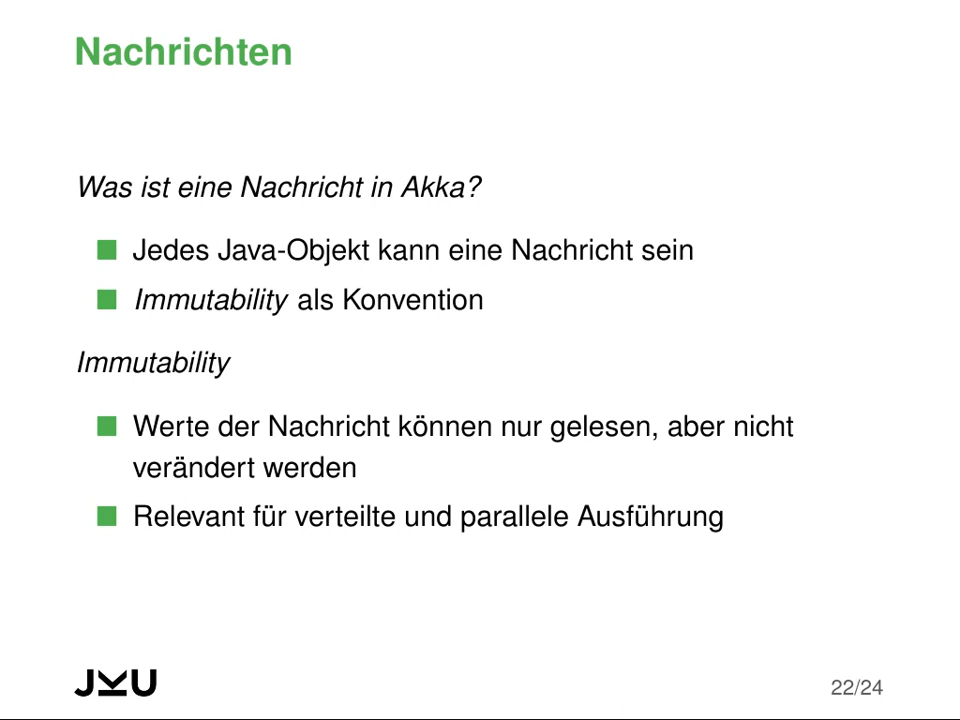 Nachrichten
Was ist eine Nachricht in Akka?
Jedes Java-Objekt kann eine Nachricht sein
Immutability als Konvention
Immutability
Werte der Nachricht können nur gelesen, aber nicht
verändert werden
Relevant für verteilte und parallele Ausführung
JKU
22/24